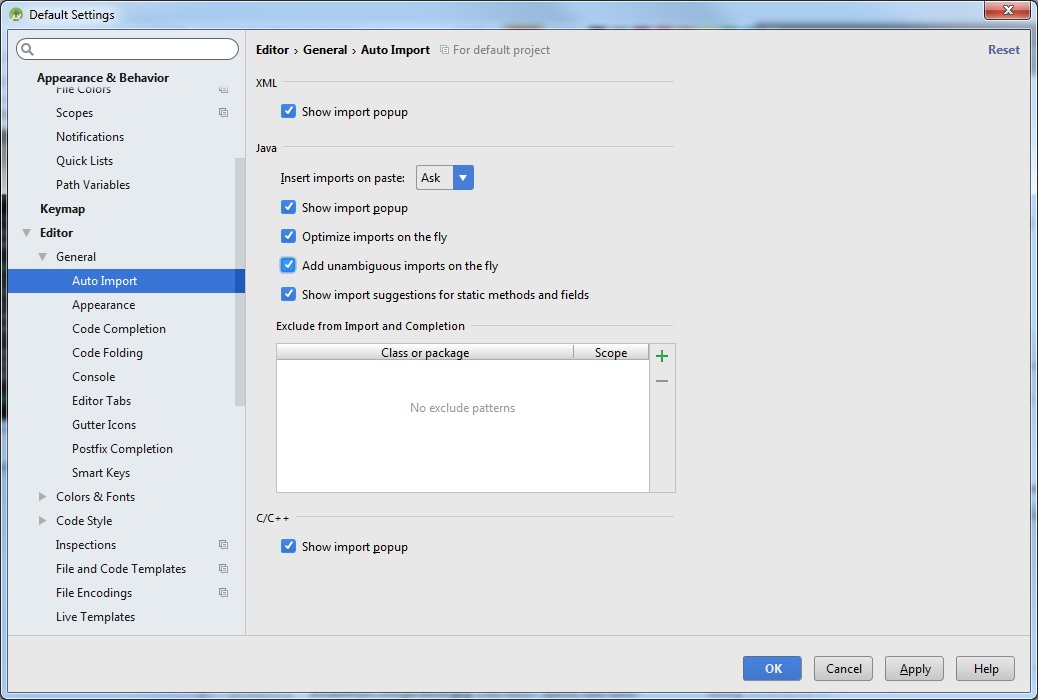 Default Settings
Appearance & Behavior
File Colors
Scopes
Notifications
Quick Lists
Path Variables
Keymap
Editor
General
Auto Import
Appearance
Code Completion
Code Folding
Console
Editor Tabs
Gutter Icons
Postfix Completion
Smart Keys
Colors & Fonts
Code Style
Inspections
File and Code Templates
File Encodings
Live Templates
Editor › General › Auto Import For default project Reset
XML
Show import popup
Java
Insert imports on paste: Ask
Show import popup
Optimize imports on the fly
Add unambiguous imports on the fly
Show import suggestions for static methods and fields
Exclude from Import and Completion
Class or package Scope
No exclude patterns
C/C++
Show import popup
OK Cancel Apply Help